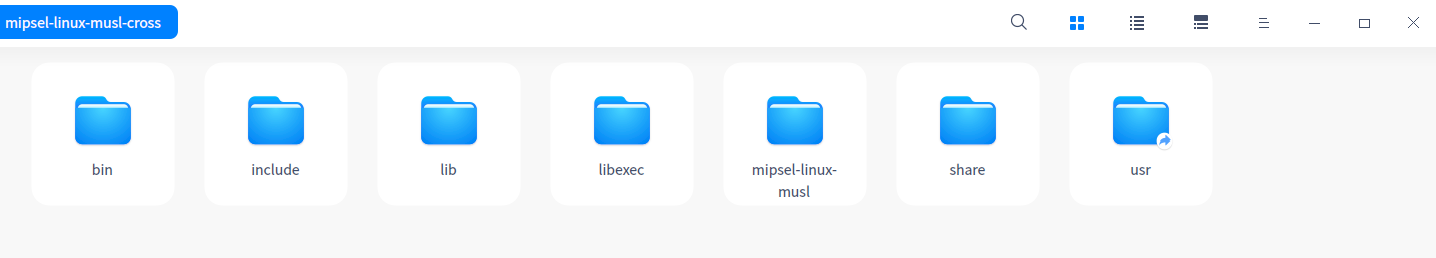 mipsel-linux-musl-cross
bin
include
lib
libexec
mipsel-linux-
musl
share
usr